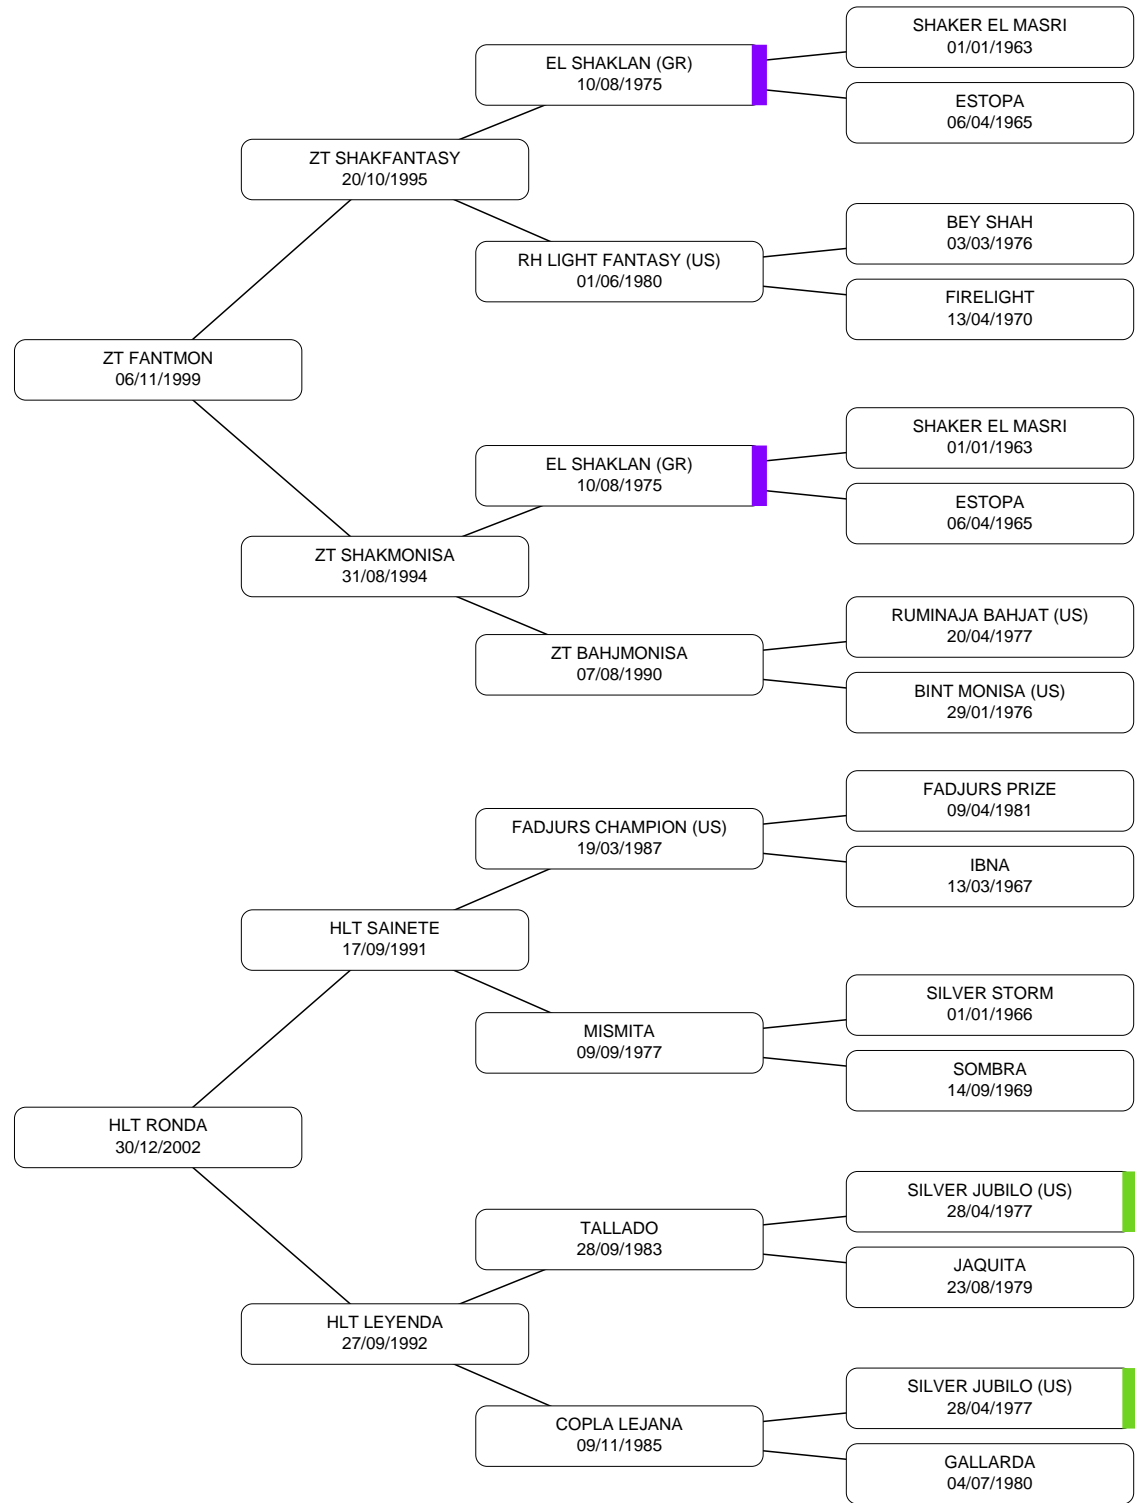 SHAKER EL MASRI
01/01/1963
EL SHAKLAN (GR)
10/08/1975
ESTOPA
06/04/1965
ZT SHAKFANTASY
20/10/1995
BEY SHAH
03/03/1976
RH LIGHT FANTASY (US)
01/06/1980
FIRELIGHT
13/04/1970
ZT FANTMON
06/11/1999
SHAKER EL MASRI
01/01/1963
EL SHAKLAN (GR)
10/08/1975
ESTOPA
06/04/1965
ZT SHAKMONISA
31/08/1994
RUMINAJA BAHJAT (US)
20/04/1977
ZT BAHJMONISA
07/08/1990
BINT MONISA (US)
29/01/1976
FADJURS PRIZE
09/04/1981
FADJURS CHAMPION (US)
19/03/1987
IBNA
13/03/1967
HLT SAINETE
17/09/1991
SILVER STORM
01/01/1966
MISMITA
09/09/1977
SOMBRA
14/09/1969
HLT RONDA
30/12/2002
SILVER JUBILO (US)
28/04/1977
TALLADO
28/09/1983
JAQUITA
23/08/1979
HLT LEYENDA
27/09/1992
SILVER JUBILO (US)
28/04/1977
COPLA LEJANA
09/11/1985
GALLARDA
04/07/1980